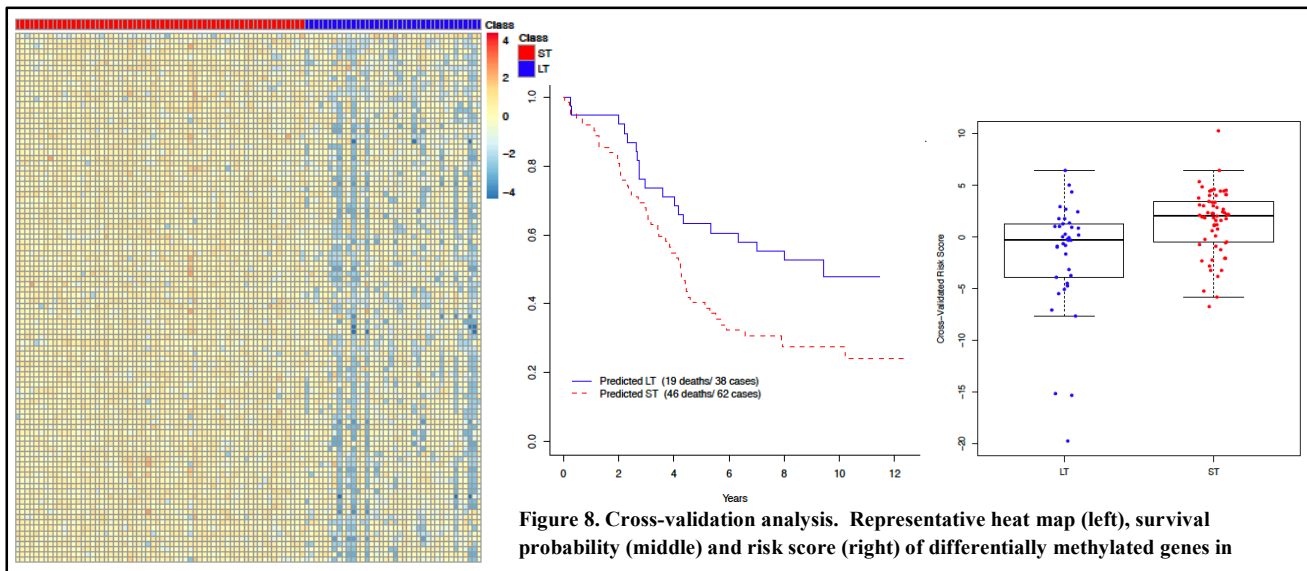 Class
4
2
0
−2
−4
Class
ST
LT
1.0
0.8
0.6
0.4
0.2
0.0
Predicted LT (19 deaths/ 38 cases)
Predicted ST (46 deaths/ 62 cases)
0 2 4 6 8 10 12
Years
Cross−Validated Risk Score
10
5
0
−5
−10
−15
−20
LT ST
Figure 8. Cross-validation analysis. Representative heat map (left), survival
probability (middle) and risk score (right) of differentially methylated genes in